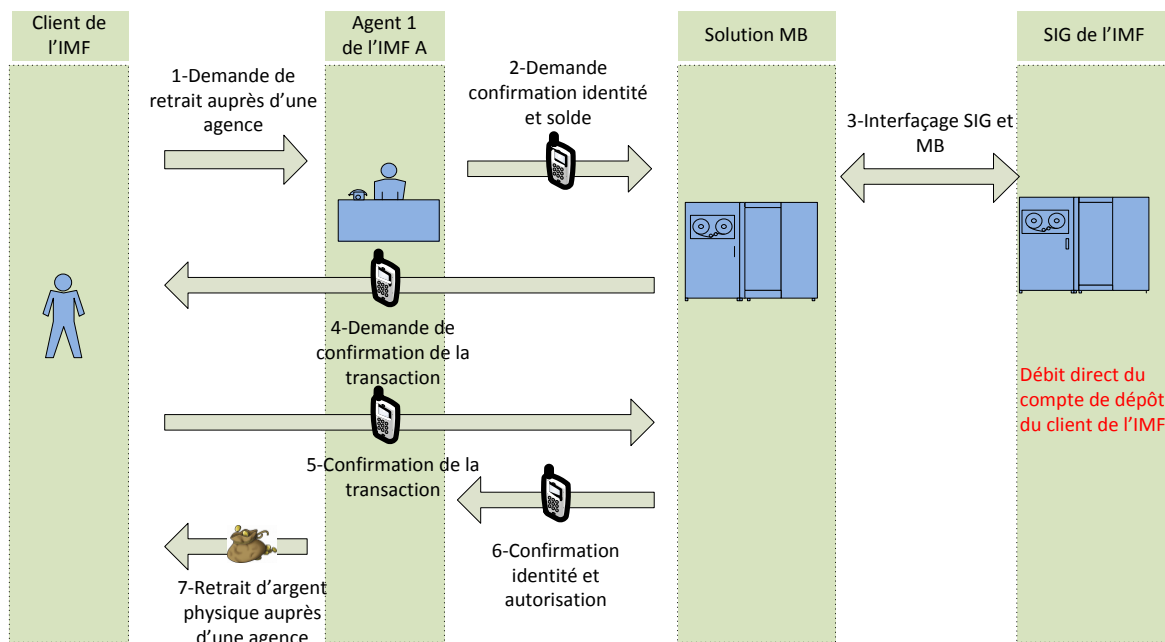 Client de
l'IMF
Agent 1
de l'IMF A
Solution MB
SIG de l'IMF
1-Demande de
retrait auprès d'une
agence
2-Demande
confirmation identité
et solde
3-Interfaçage SIG et
MB
4-Demande de
confirmation de la
transaction
Débit direct du
compte de dépôt
du client de l'IMF
5-Confirmation de la
transaction
6-Confirmation
identité et
autorisation
7-Retrait d'argent
physique auprès
d'une agence